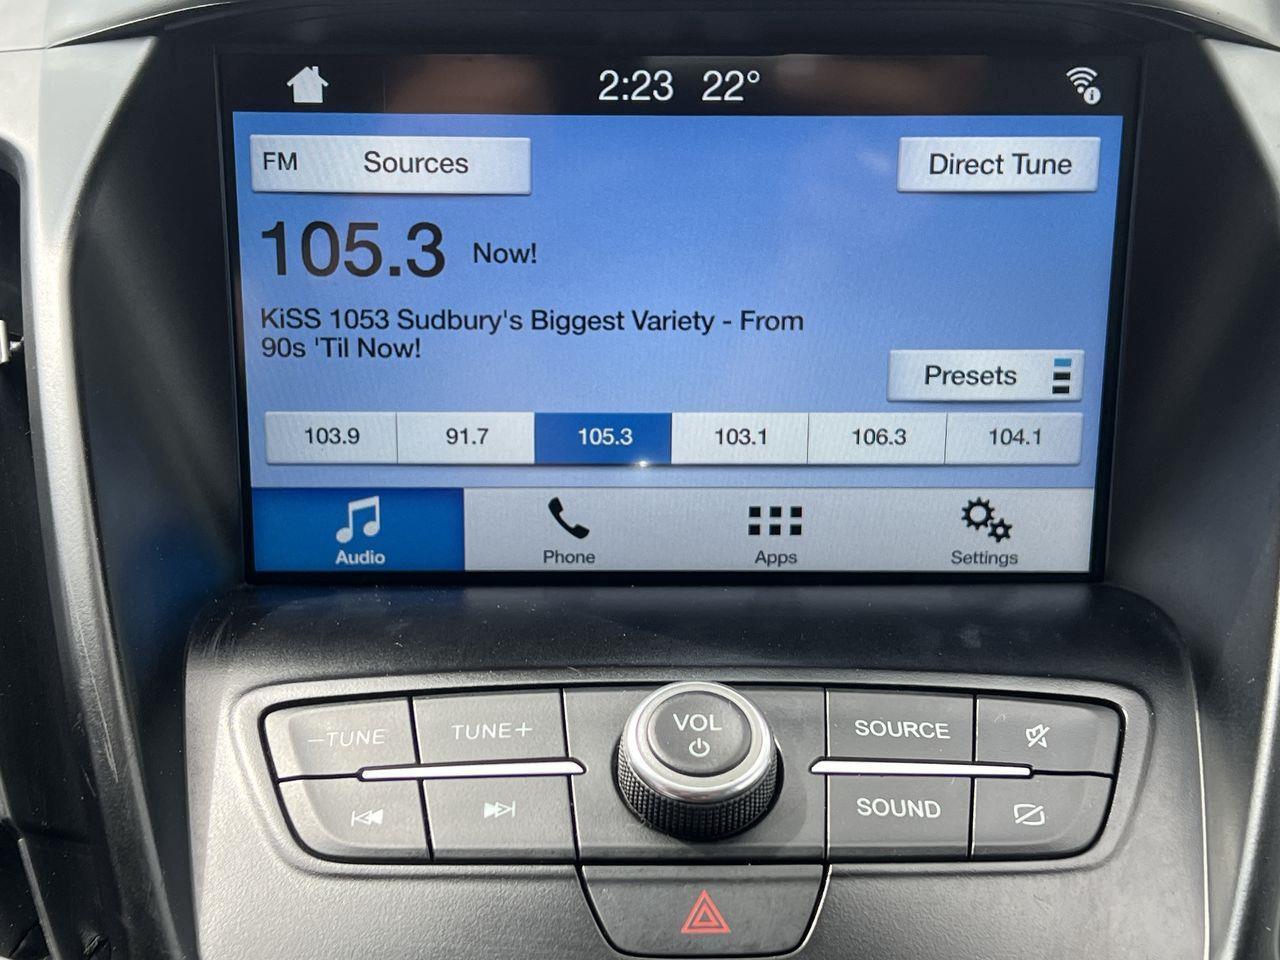 2:23 22°
FM Sources
Direct Tune
105.3 Now!
KiSS 1053 Sudbury's Biggest Variety - From
90s 'Til Now!
Presets
103.9 91.7 105.3 103.1 106.3 104.1
Audio Phone Apps Settings
–TUNE TUNE+ VOL SOURCE
SOUND